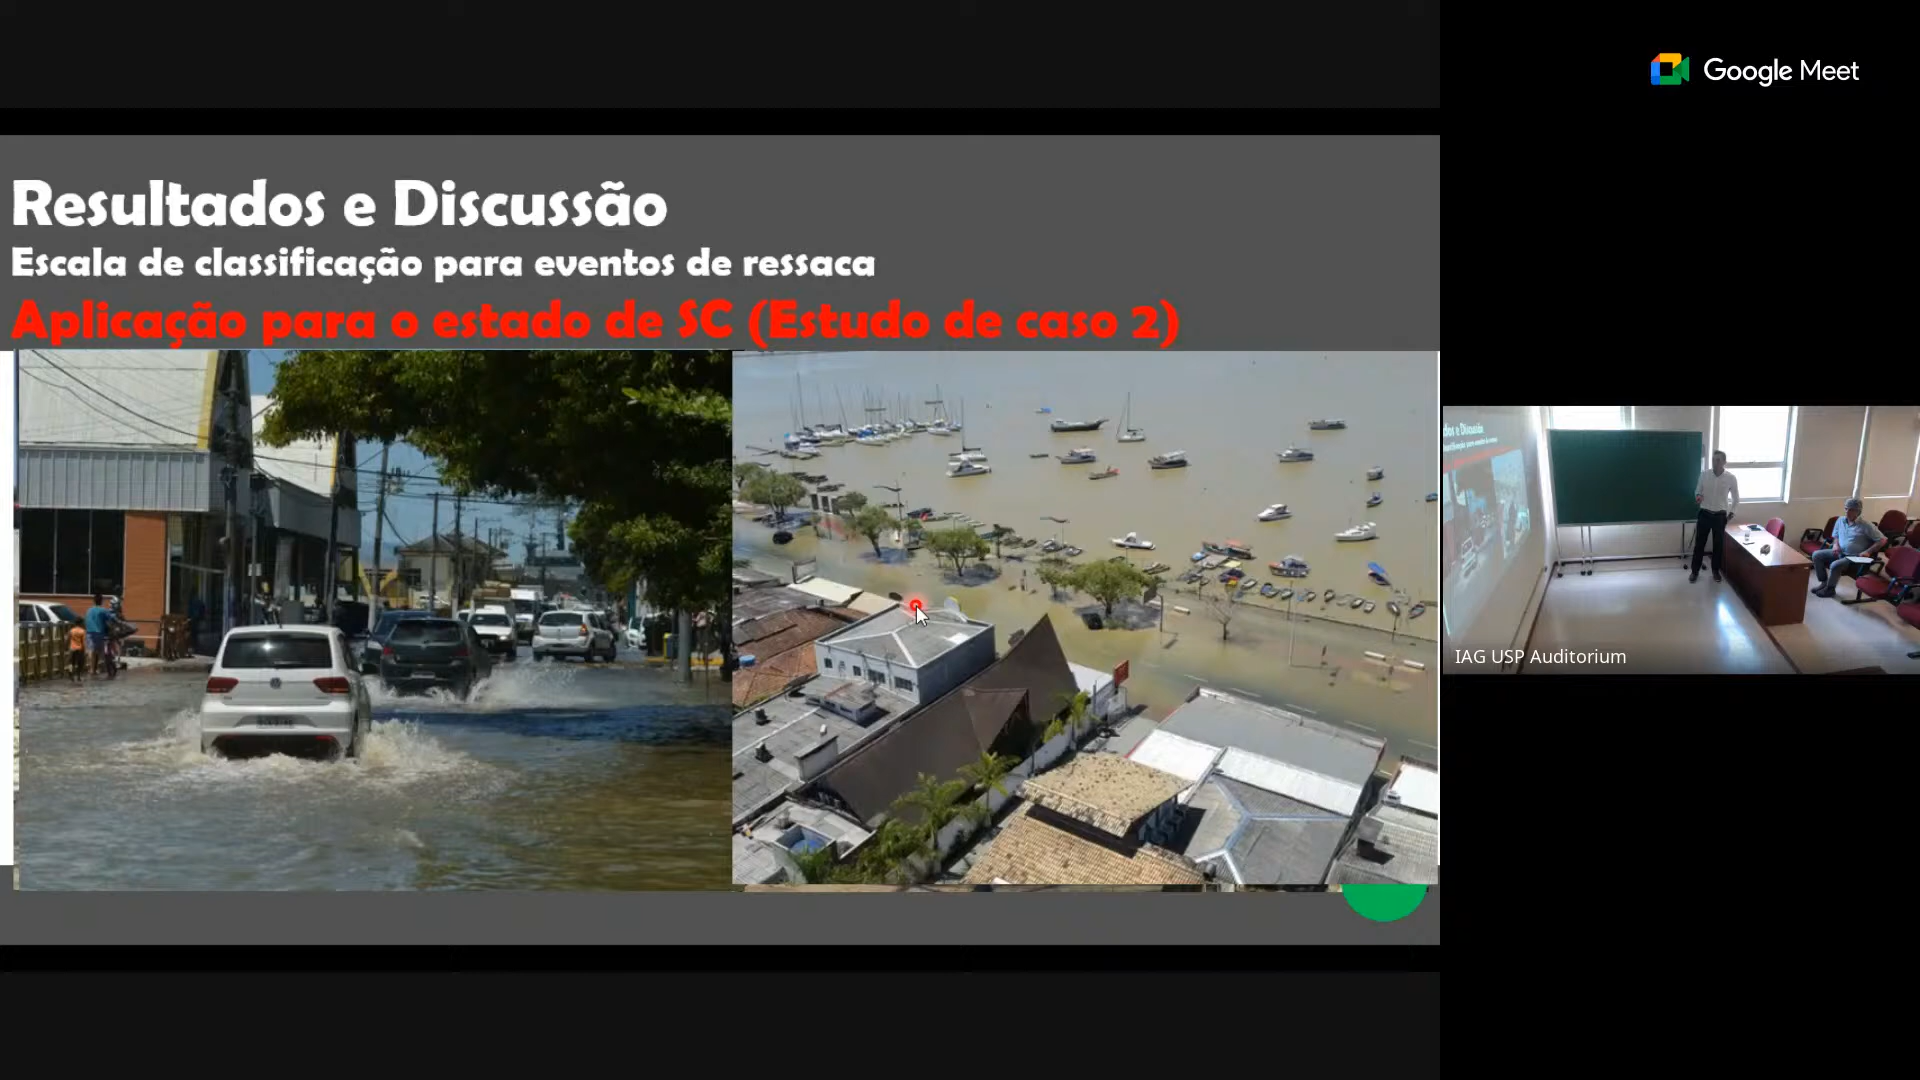 Google Meet
Resultados e Discussão
Escala de classificação para eventos de ressaca
Aplicação para o estado de SC (Estudo de caso 2)
IAG USP Auditorium